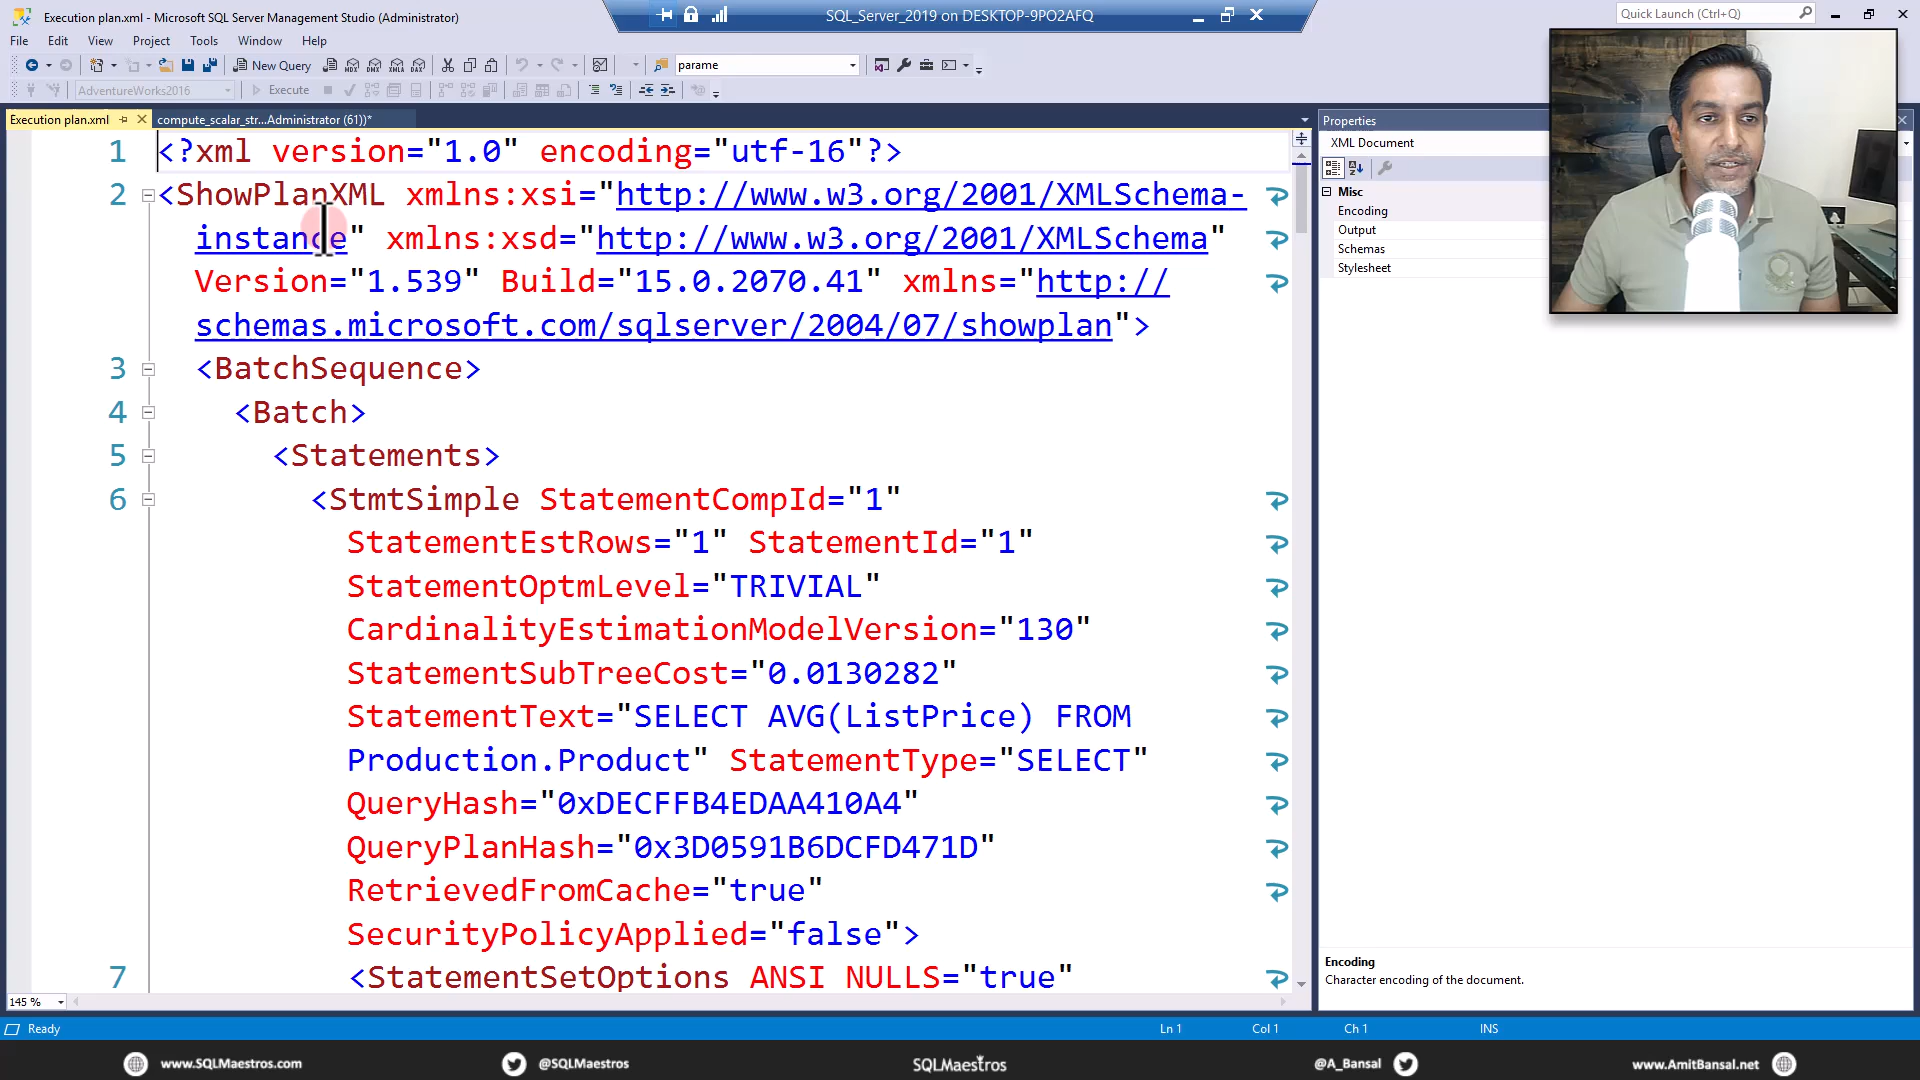 Execution plan.xml - Microsoft SQL Server Management Studio (Administrator)
SQL_Server_2019 on DESKTOP-9PO2AFQ
Quick Launch (Ctrl+Q)
File Edit View Project Tools Window Help
New Query
parame
AdventureWorks2016
Execute
Execution plan.xml
compute_scalar_str...Administrator (61))*
1 <?xml version="1.0" encoding="utf-16"?>
2 <ShowPlanXML xmlns:xsi="http://www.w3.org/2001/XMLSchema-
instance" xmlns:xsd="http://www.w3.org/2001/XMLSchema"
Version="1.539" Build="15.0.2070.41" xmlns="http://
schemas.microsoft.com/sqlserver/2004/07/showplan">
3 <BatchSequence>
4 <Batch>
5 <Statements>
6 <StmtSimple StatementCompId="1"
StatementEstRows="1" StatementId="1"
StatementOptmLevel="TRIVIAL"
CardinalityEstimationModelVersion="130"
StatementSubTreeCost="0.0130282"
StatementText="SELECT AVG(ListPrice) FROM
Production.Product" StatementType="SELECT"
QueryHash="0xDECFFB4EDAA410A4"
QueryPlanHash="0x3D0591B6DCFD471D"
RetrievedFromCache="true"
SecurityPolicyApplied="false">
7 <StatementSetOptions ANSI_NULLS="true"
145 %
Properties
XML Document
Misc
Encoding
Output
Schemas
Stylesheet
Encoding
Character encoding of the document.
Ready
Ln 1 Col 1 Ch 1 INS
www.SQLMaestros.com
@SQLMaestros
SQLMaestros
@A_Bansal
www.AmitBansal.net